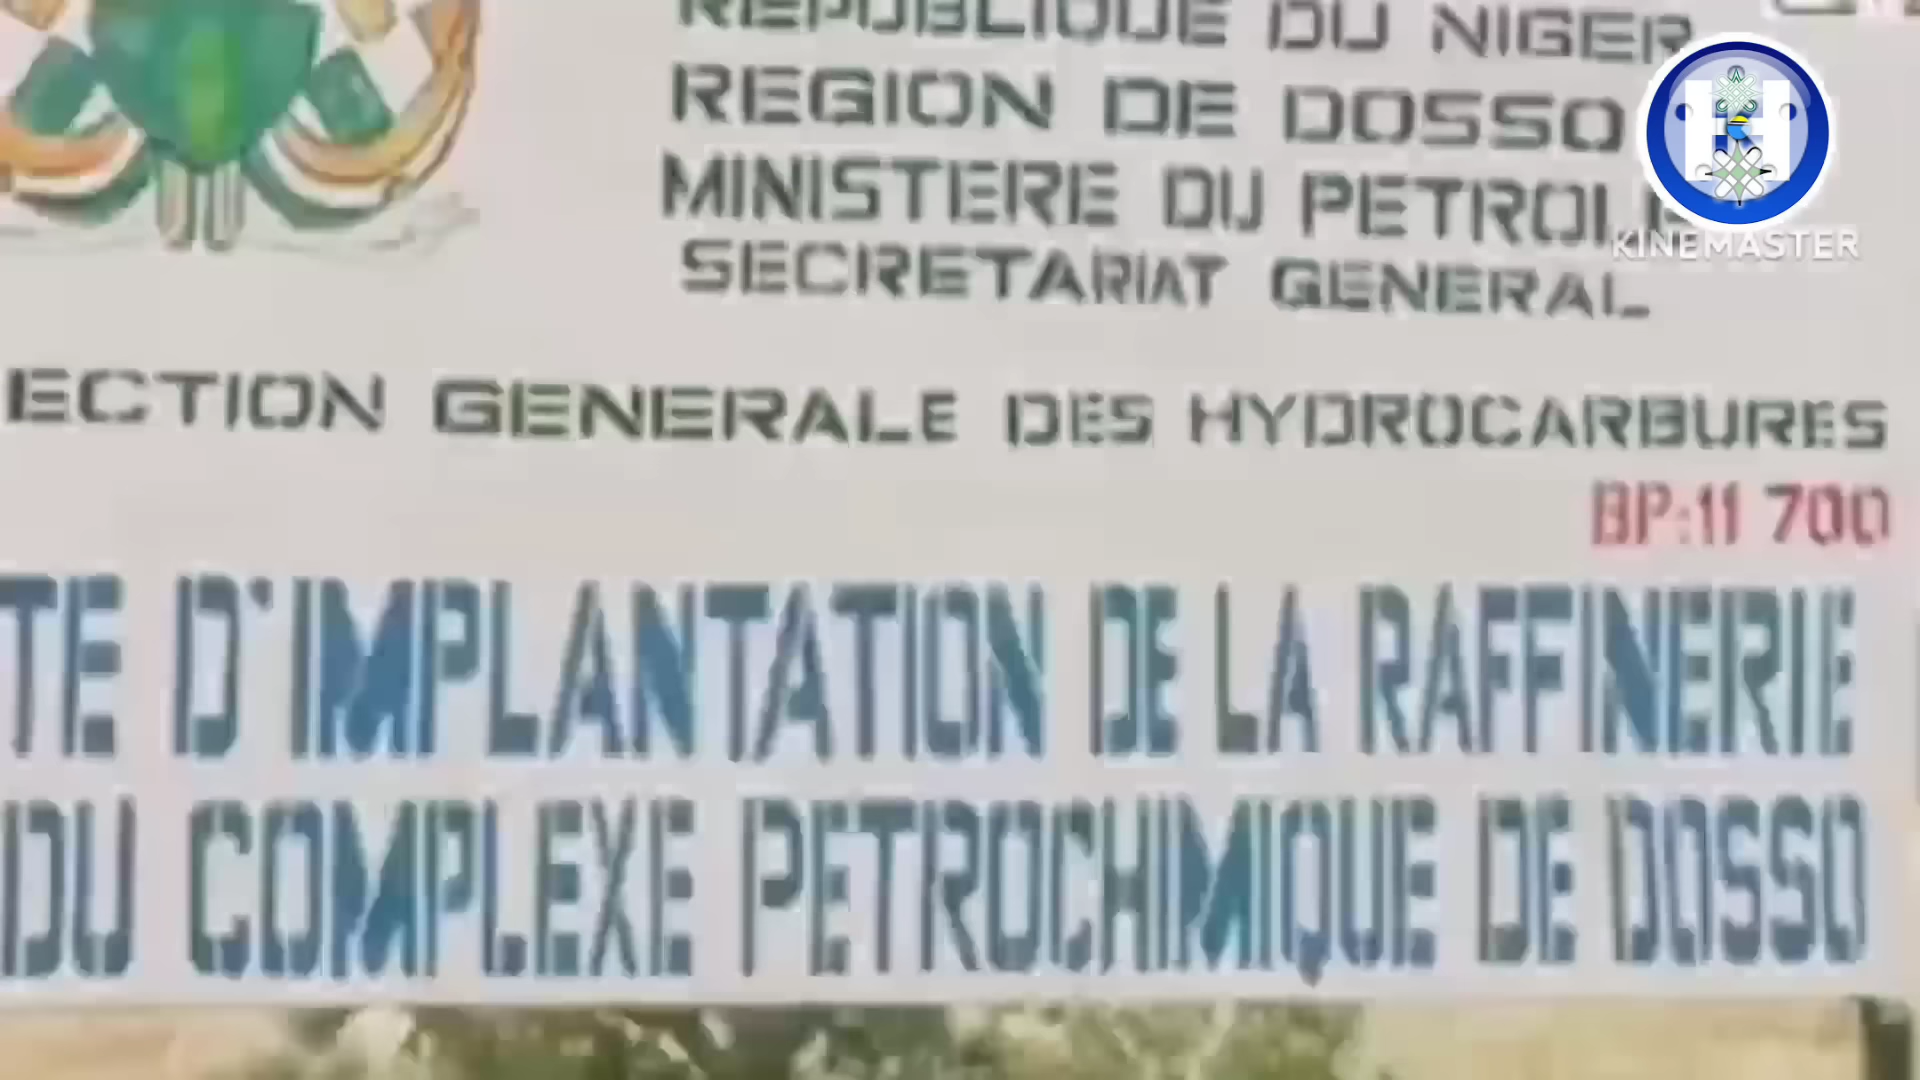 REPUBLIQUE DU NIGER
REGION DE DOSSO
MINISTERE DU PETROLE
KINEMASTER
SECRETARIAT GENERAL
ECTION GENERALE DES HYDROCARBURES
BP:11 700
TE D'IMPLANTATION DE LA RAFFINERIE
DU COMPLEXE PETROCHIMIQUE DE DOSSO